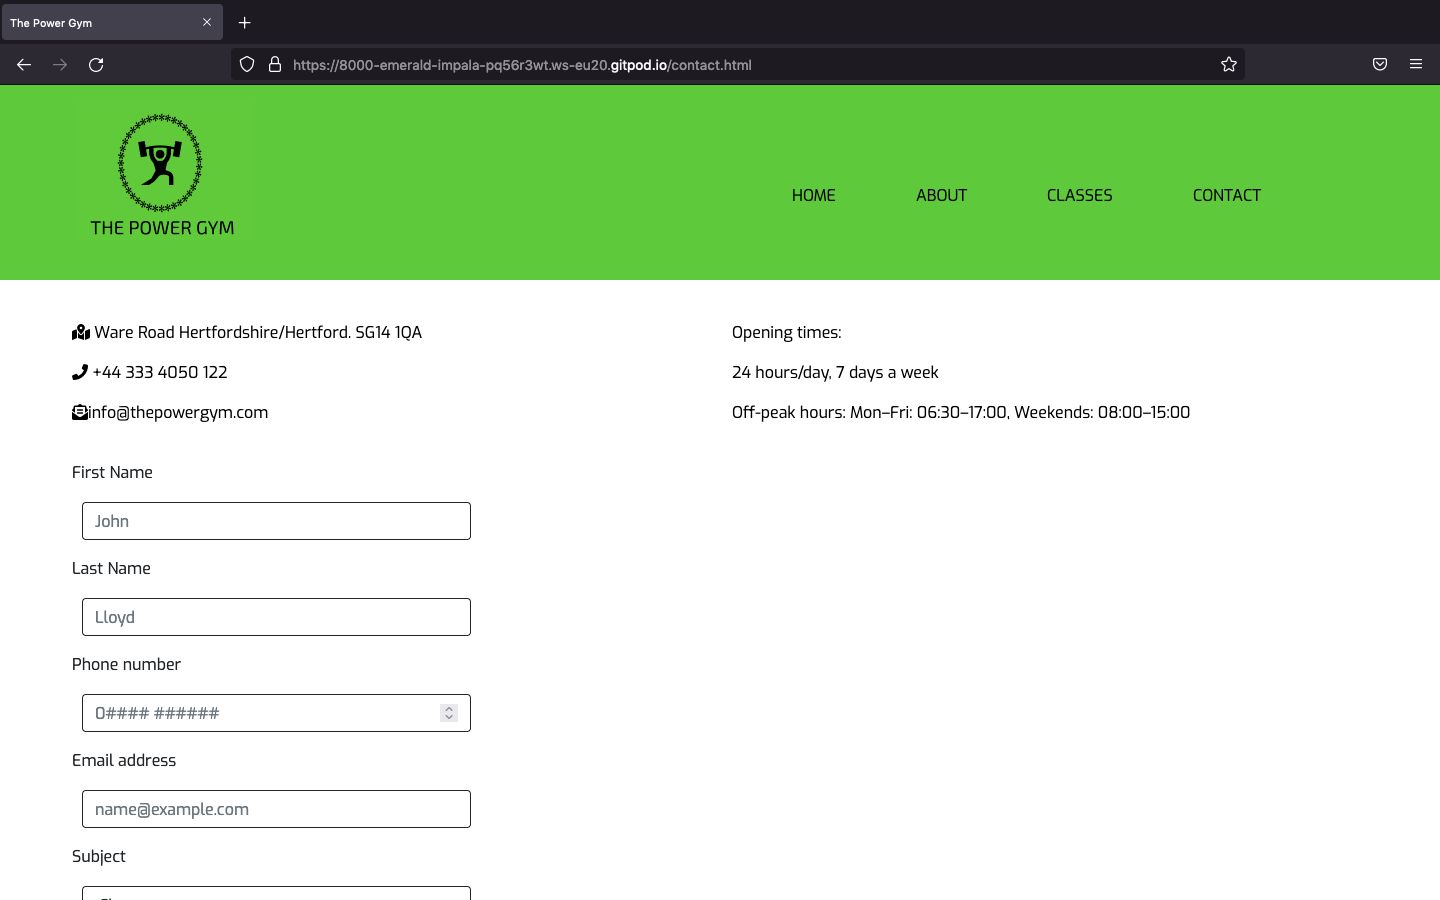 The Power Gym
https://8000-emerald-impala-pq56r3wt.ws-eu20.gitpod.io/contact.html
THE POWER GYM
HOME ABOUT CLASSES CONTACT
Ware Road Hertfordshire/Hertford. SG14 1QA
+44 333 4050 122
info@thepowergym.com
Opening times:
24 hours/day, 7 days a week
Off-peak hours: Mon–Fri: 06:30–17:00, Weekends: 08:00–15:00
First Name
John
Last Name
Lloyd
Phone number
0#### ######
Email address
name@example.com
Subject